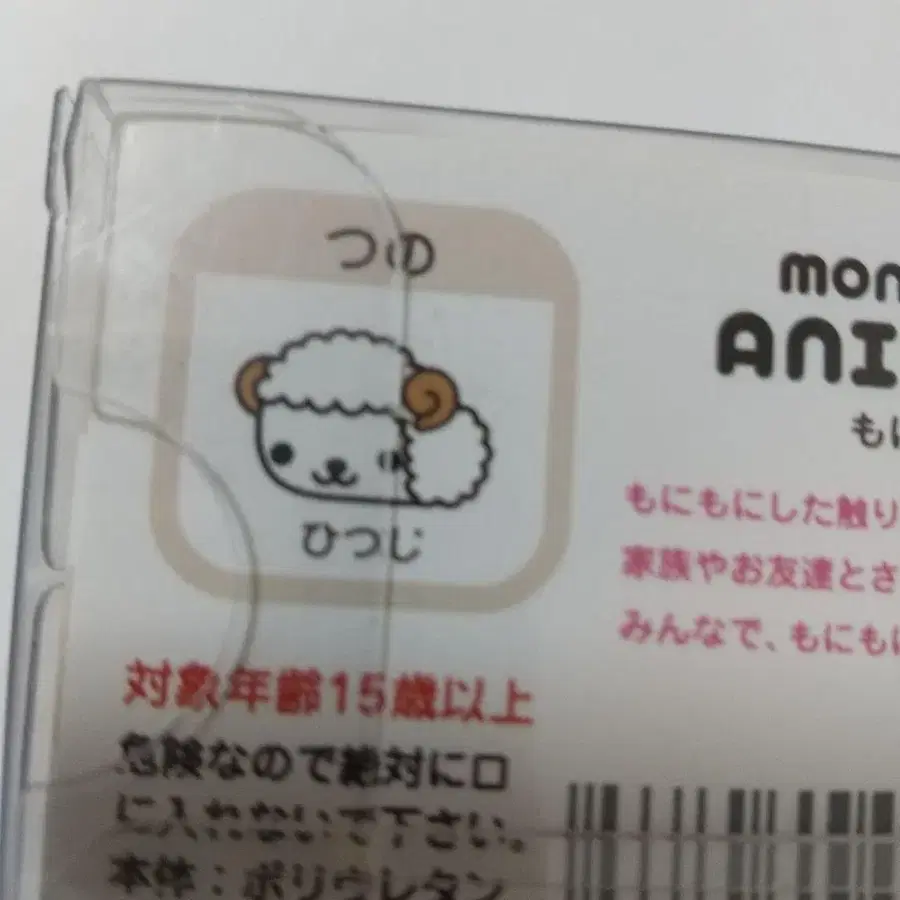 つの
ひつじ
mon
ANI
もに
もにもにした触り
家族やお友達とさ
みんなで、もにもに
対象年齢15歳以上
危険なので絶対に口
に入れないで下さい。
本体：ポリウレタン